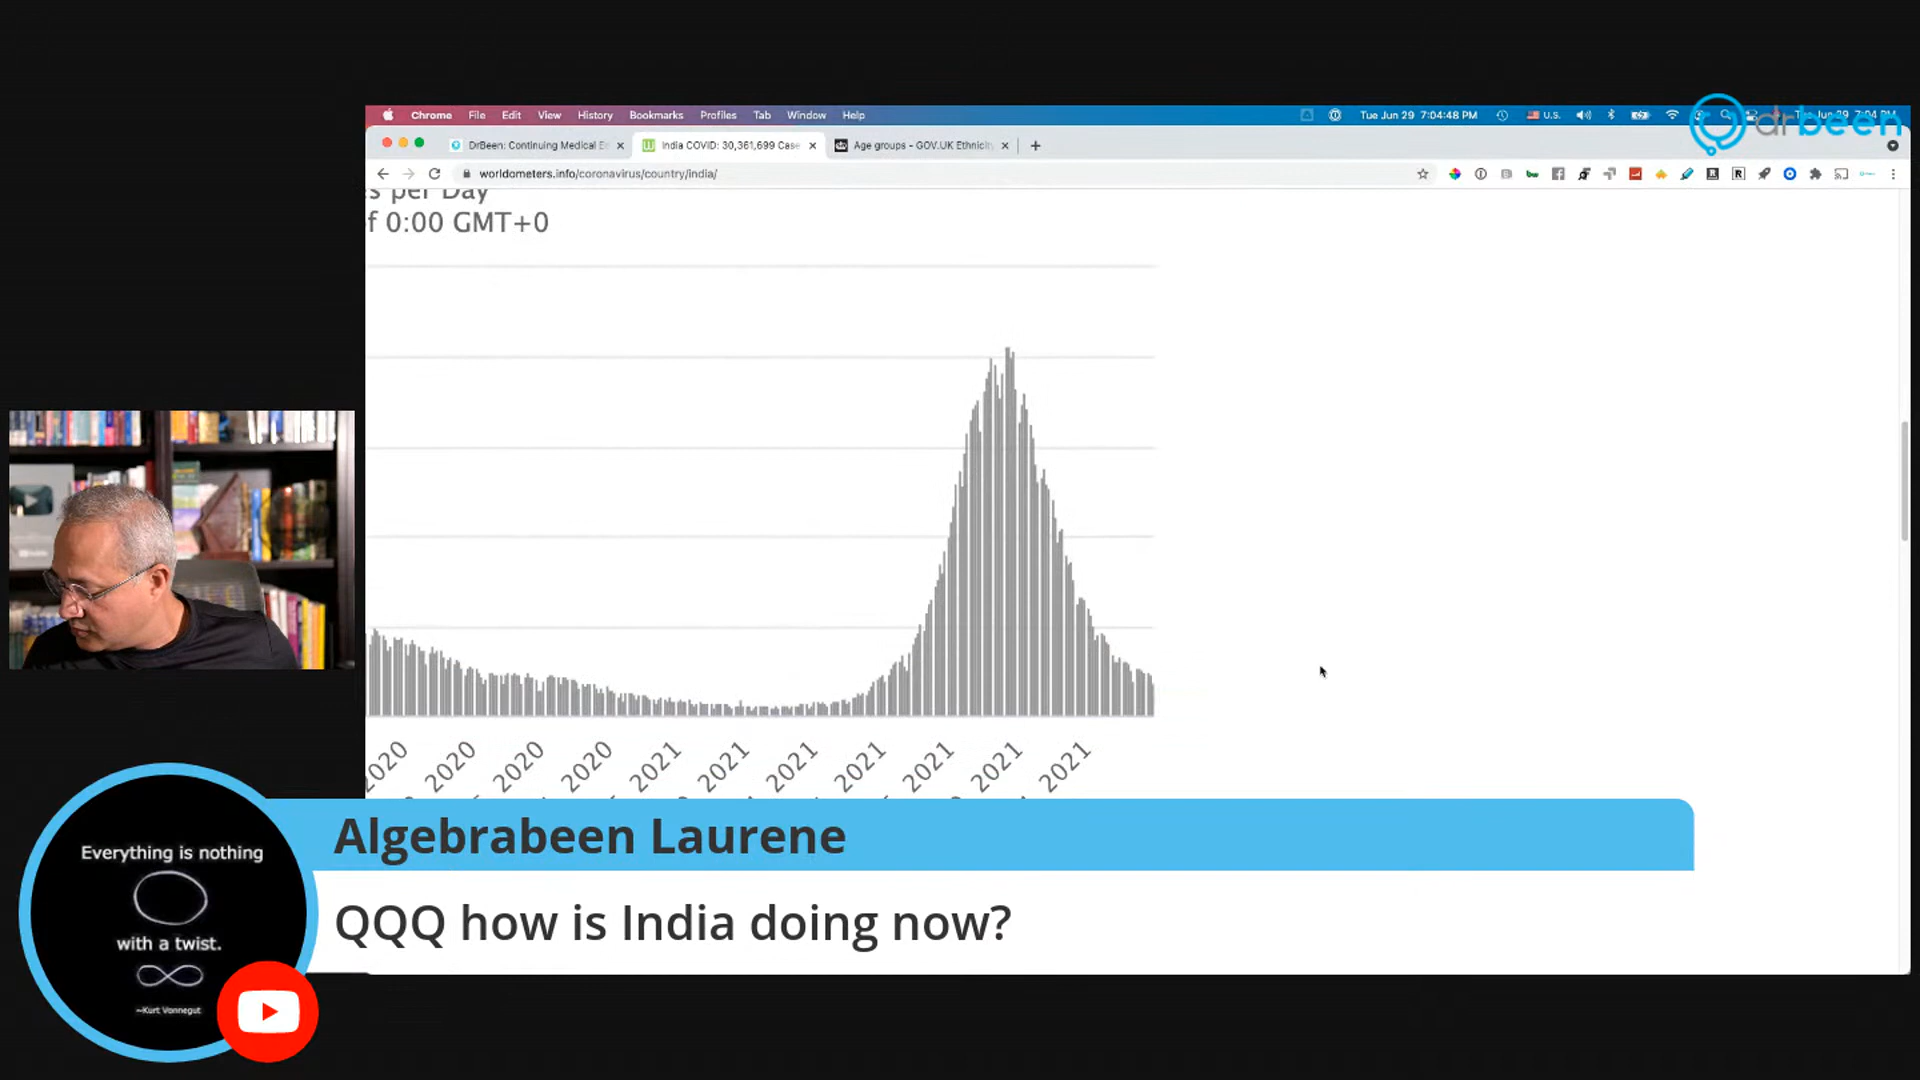 Chrome File Edit View History Bookmarks Profiles Tab Window Help
U.S. Tue Jun 29 7:04:48 PM
drbeen
DrBeen: Continuing Medical
India COVID: 30,361,699 Case
Age groups - GOV.UK Ethnicit
worldometers.info/coronavirus/country/india/
per Day
f 0:00 GMT+0
2020 2020 2020 2020 2021 2021 2021 2021 2021 2021 2021
Algebrabeen Laurene
QQQ how is India doing now?
Everything is nothing
with a twist.
~Kurt Vonnegut